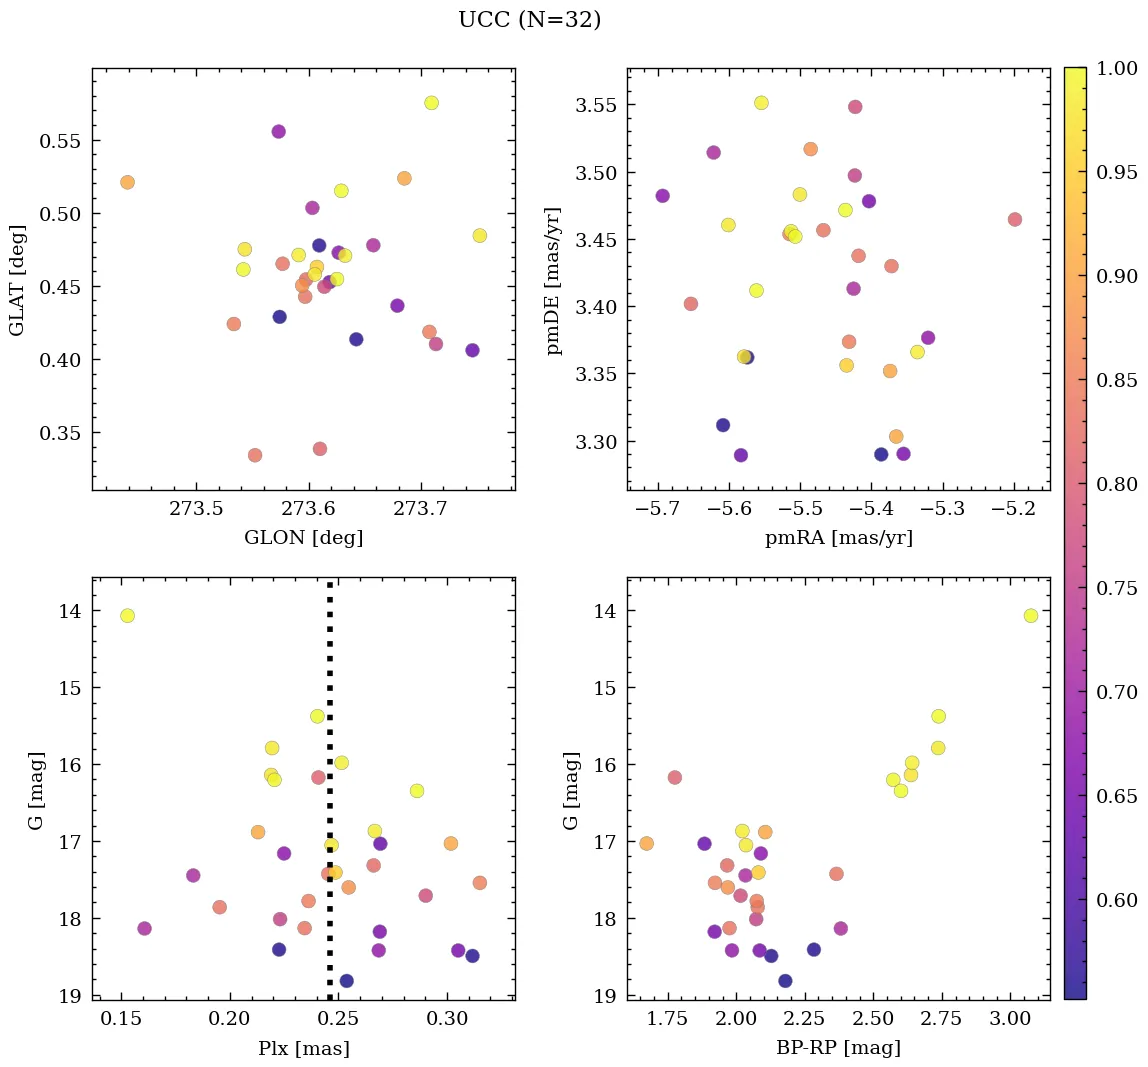 UCC (N=32)
0.55
0.50
0.45
0.40
0.35
273.5 273.6 273.7
GLON [deg]
GLAT [deg]
3.55
3.50
3.45
3.40
3.35
3.30
−5.7 −5.6 −5.5 −5.4 −5.3 −5.2
pmRA [mas/yr]
pmDE [mas/yr]
14
15
16
17
18
19
0.15 0.20 0.25 0.30
Plx [mas]
G [mag]
14
15
16
17
18
19
1.75 2.00 2.25 2.50 2.75 3.00
BP-RP [mag]
G [mag]
1.00
0.95
0.90
0.85
0.80
0.75
0.70
0.65
0.60